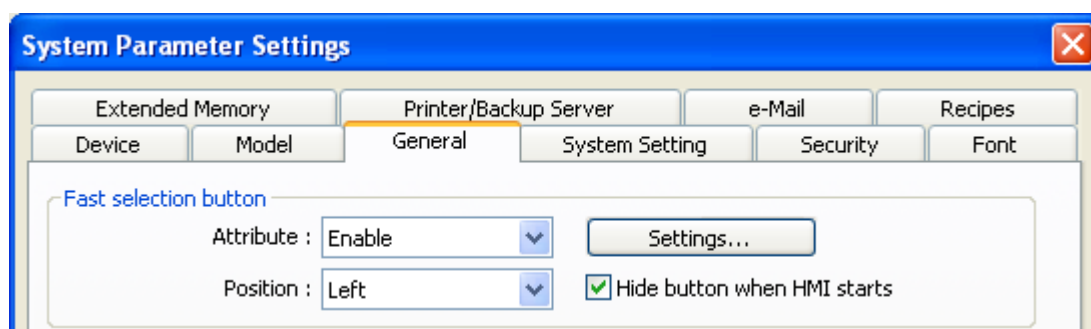 System Parameter Settings
Extended Memory Printer/Backup Server e-Mail Recipes
Device Model General System Setting Security Font
Fast selection button
Attribute : Enable Settings...
Position : Left Hide button when HMI starts